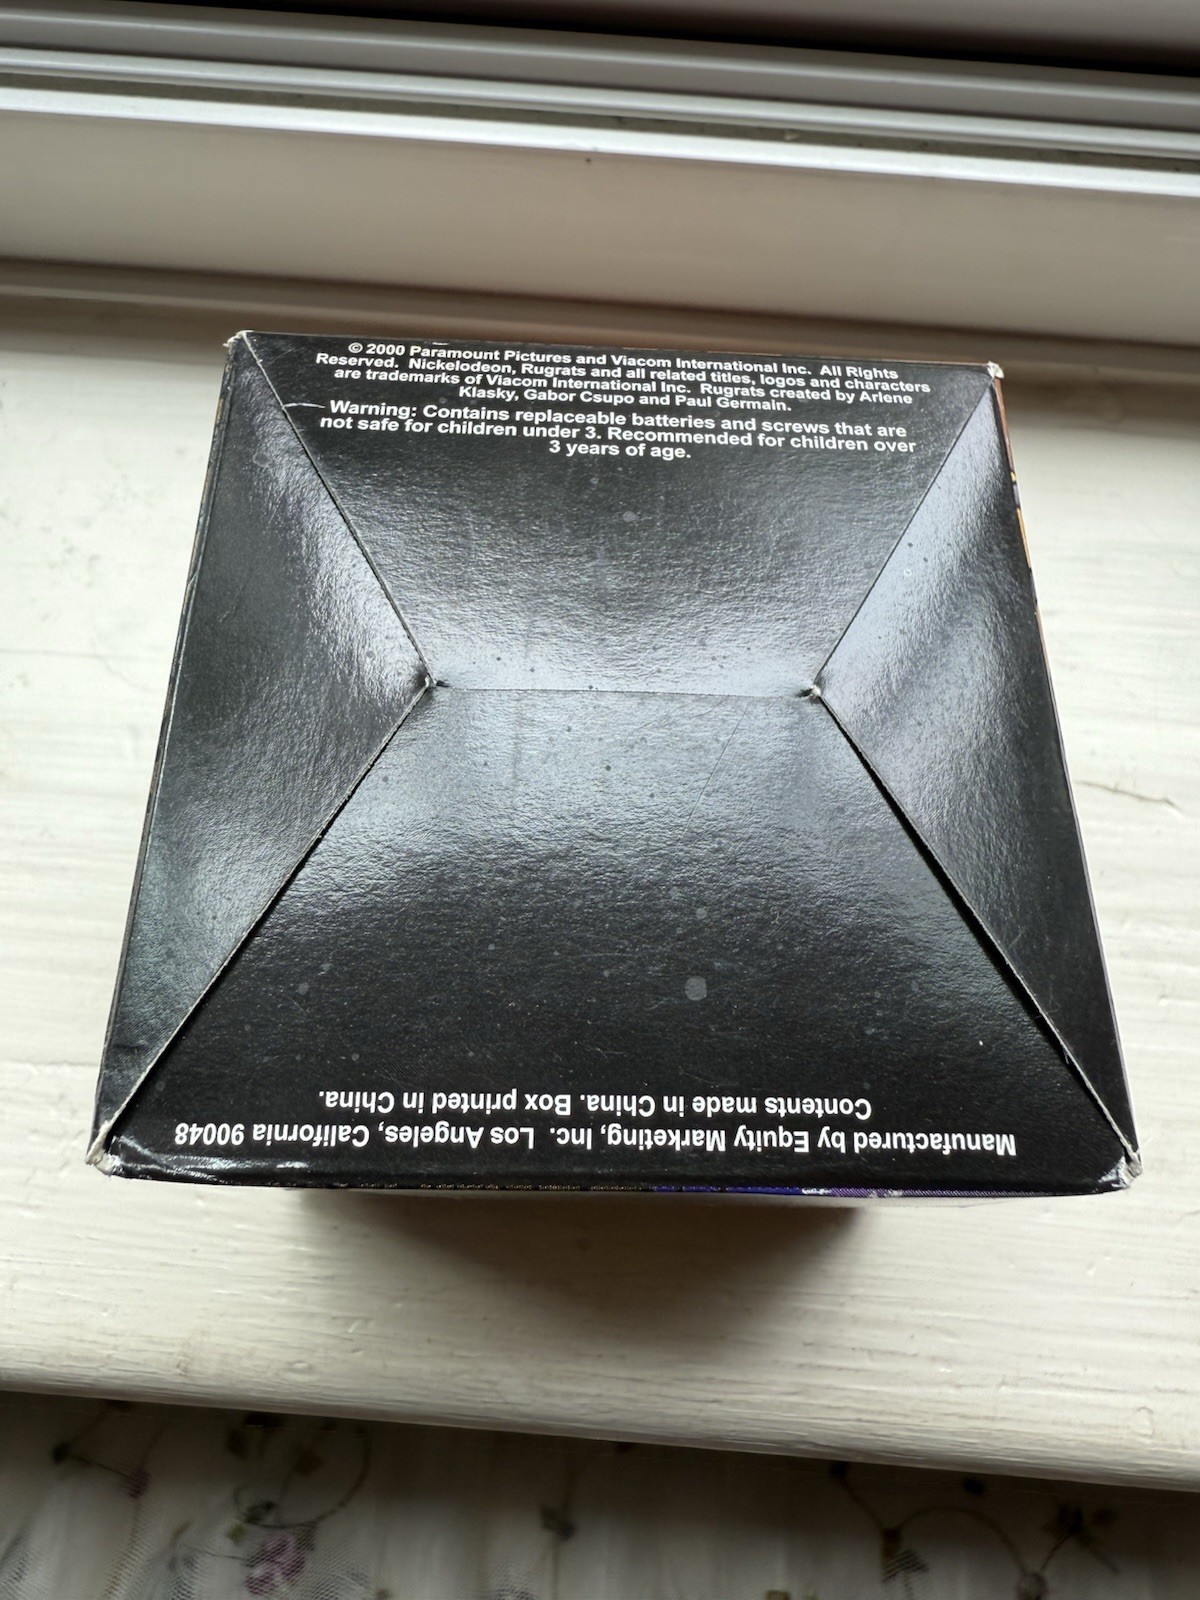 © 2000 Paramount Pictures and Viacom International Inc. All Rights
Reserved. Nickelodeon, Rugrats and all related titles, logos and characters
are trademarks of Viacom International Inc. Rugrats created by Arlene
Klasky, Gabor Csupo and Paul Germain.
Warning: Contains replaceable batteries and screws that are
not safe for children under 3. Recommended for children over
3 years of age.
Manufactured by Equity Marketing, Inc. Los Angeles, California 90048
Contents made in China. Box printed in China.